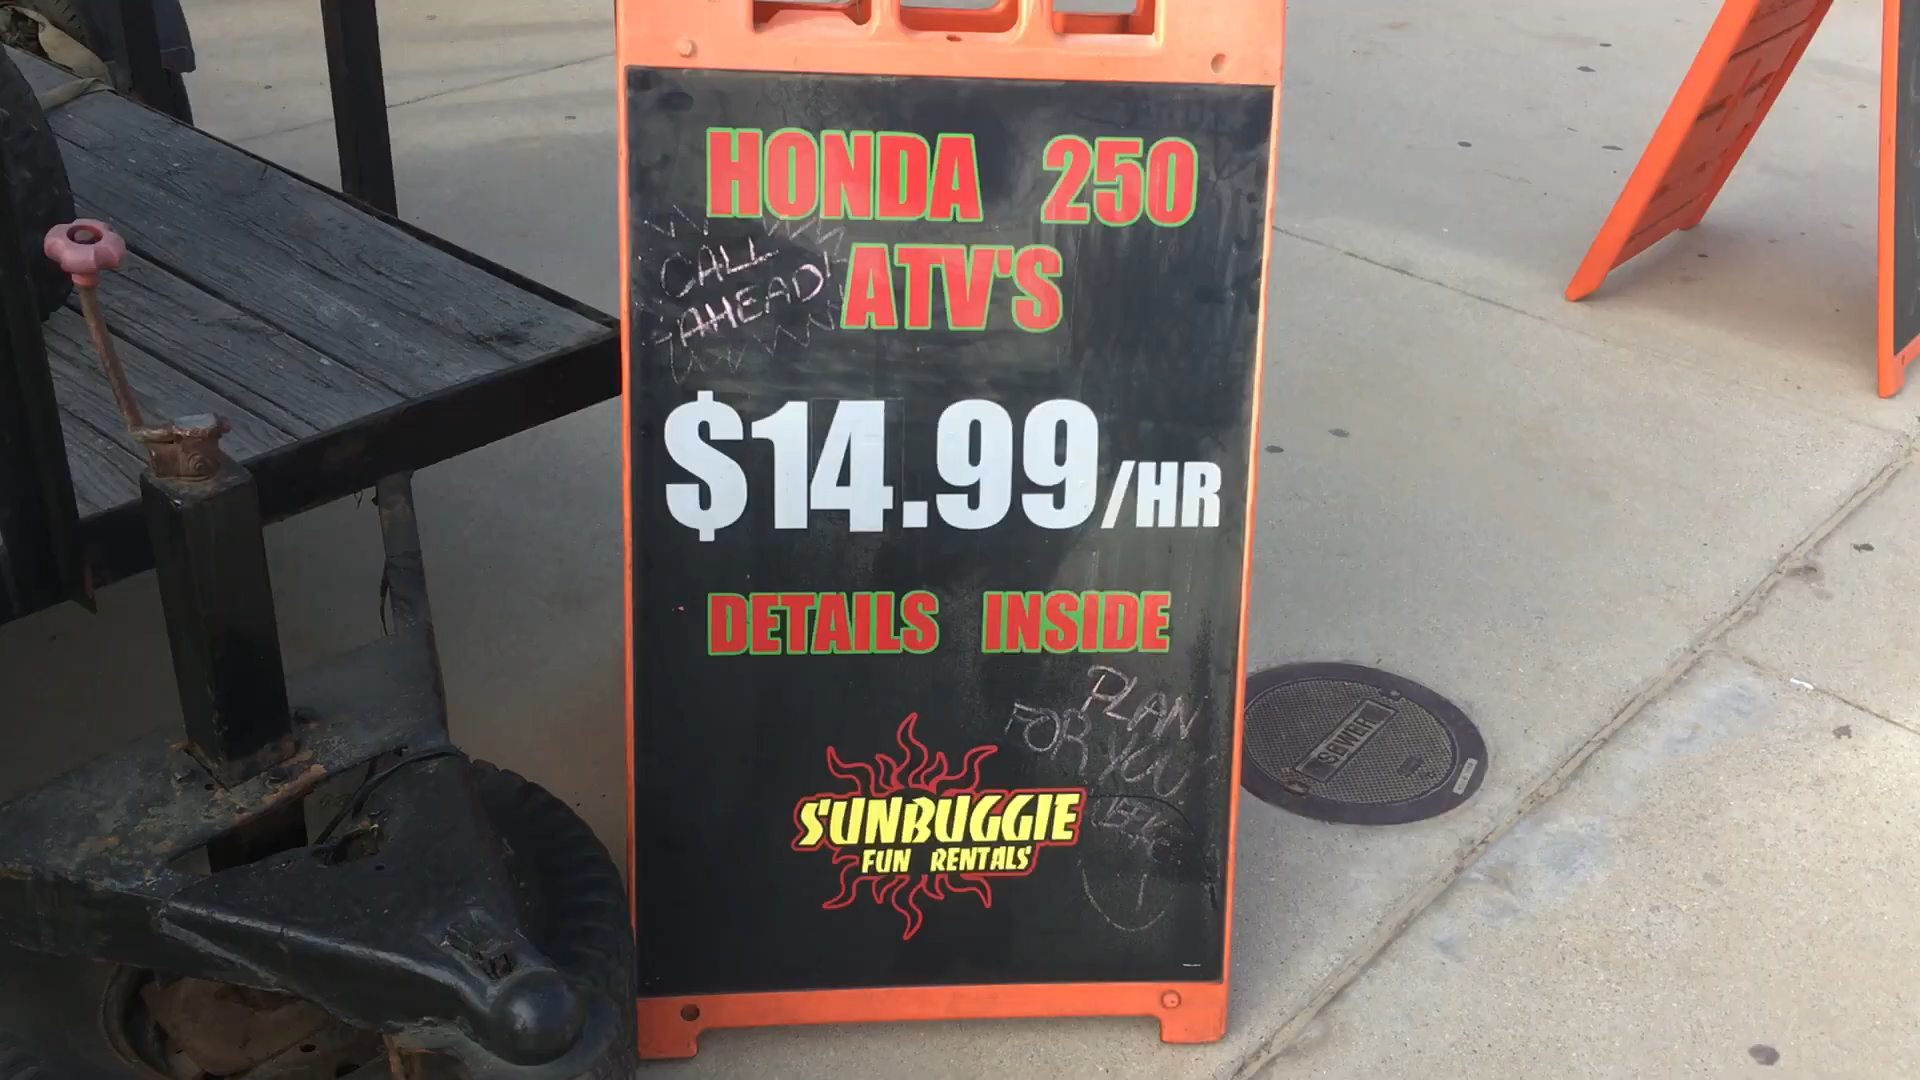 HONDA 250
ATV'S
CALL
AHEAD!
$14.99/HR
DETAILS INSIDE
PLAN
FOR YOU
SUNBUGGIE
FUN RENTALS
SEWER